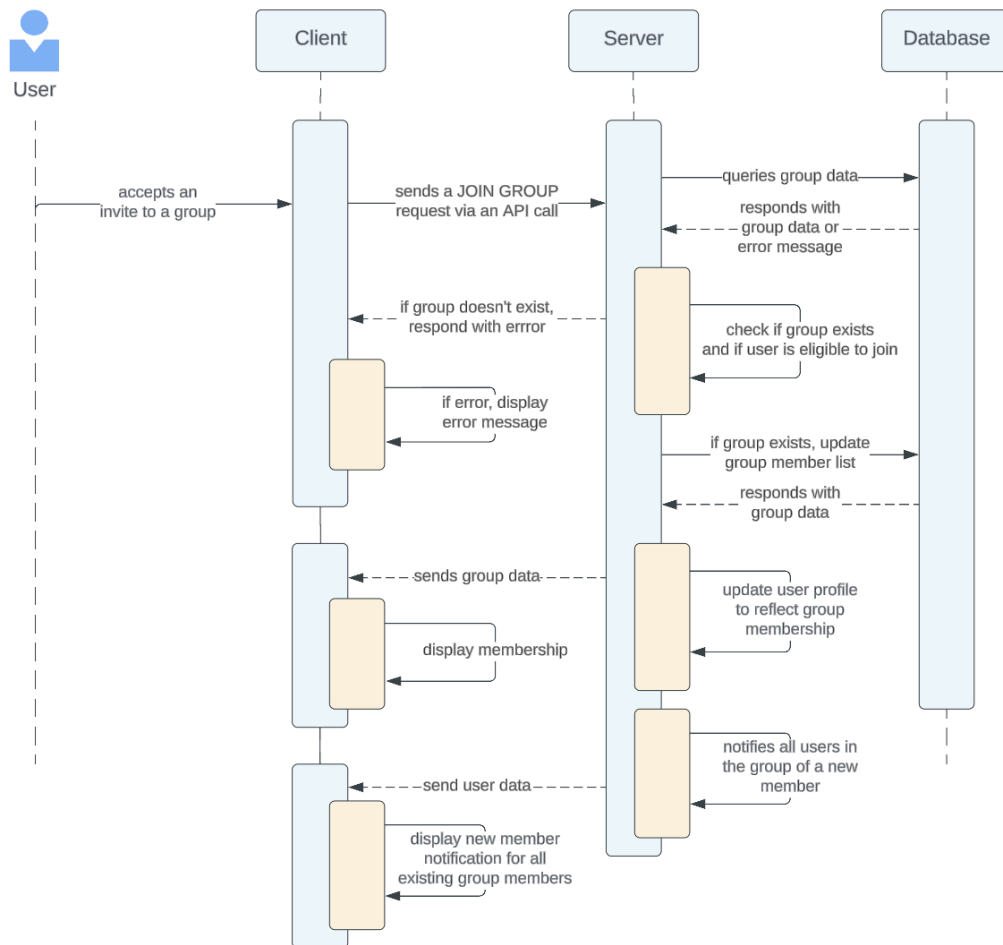 Client
Server
Database
User
accepts an
invite to a group
sends a JOIN GROUP
request via an API call
queries group data
responds with
group data or
error message
if group doesn't exist,
respond with errror
check if group exists
and if user is eligible to join
if error, display
error message
if group exists, update
group member list
responds with
group data
sends group data
update user profile
to reflect group
membership
display membership
notifies all users in
the group of a new
member
send user data
display new member
notification for all
existing group members